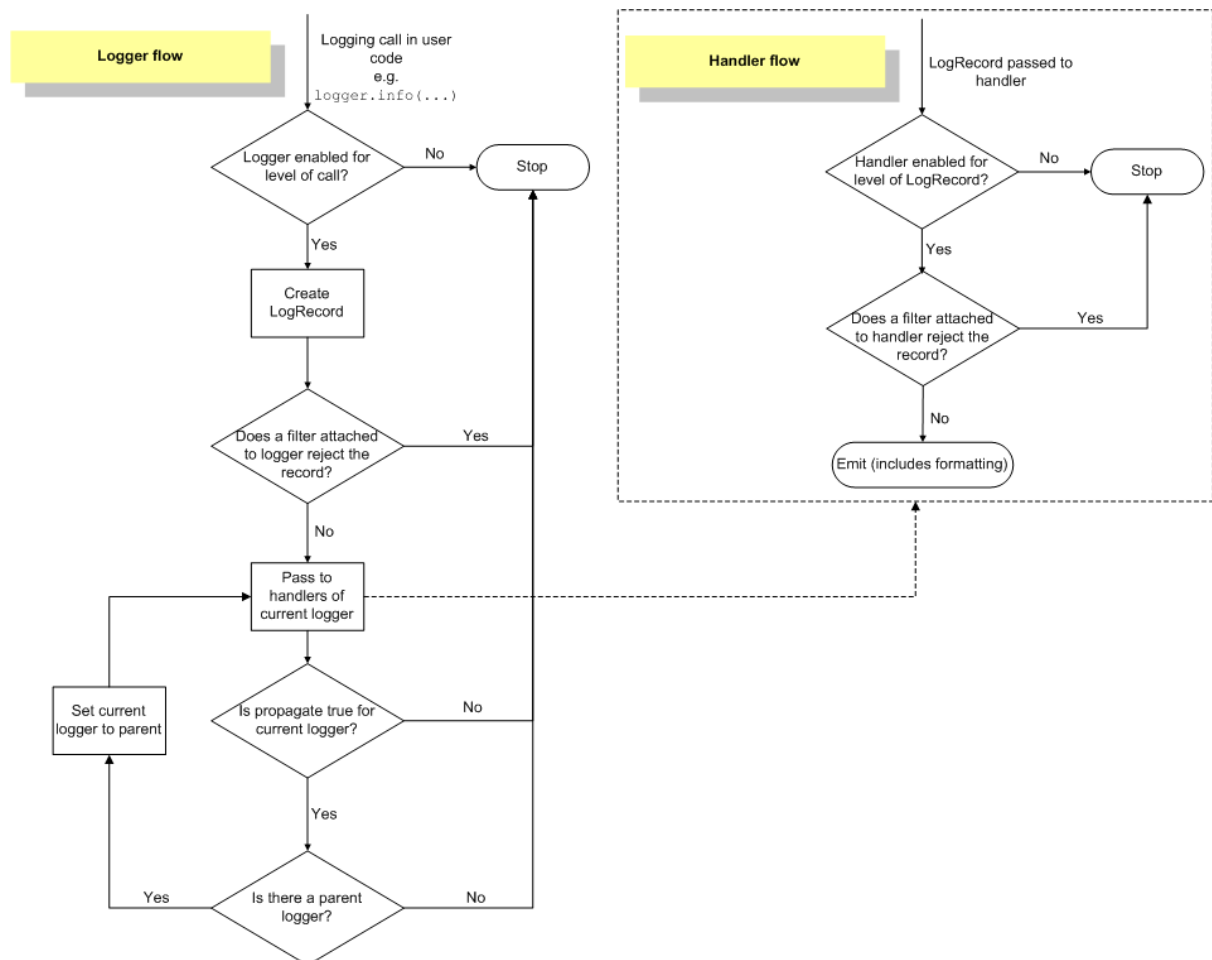 Logger flow
Logging call in user
code
e.g.
logger.info(...)
Logger enabled for
level of call?
No
Stop
Yes
Create
LogRecord
Does a filter attached
to logger reject the
record?
Yes
No
Pass to
handlers of
current logger
Set current
logger to parent
Is propagate true for
current logger?
No
Yes
Is there a parent
logger?
Yes
No
Handler flow
LogRecord passed to
handler
Handler enabled for
level of LogRecord?
No
Stop
Yes
Does a filter attached
to handler reject the
record?
Yes
No
Emit (includes formatting)